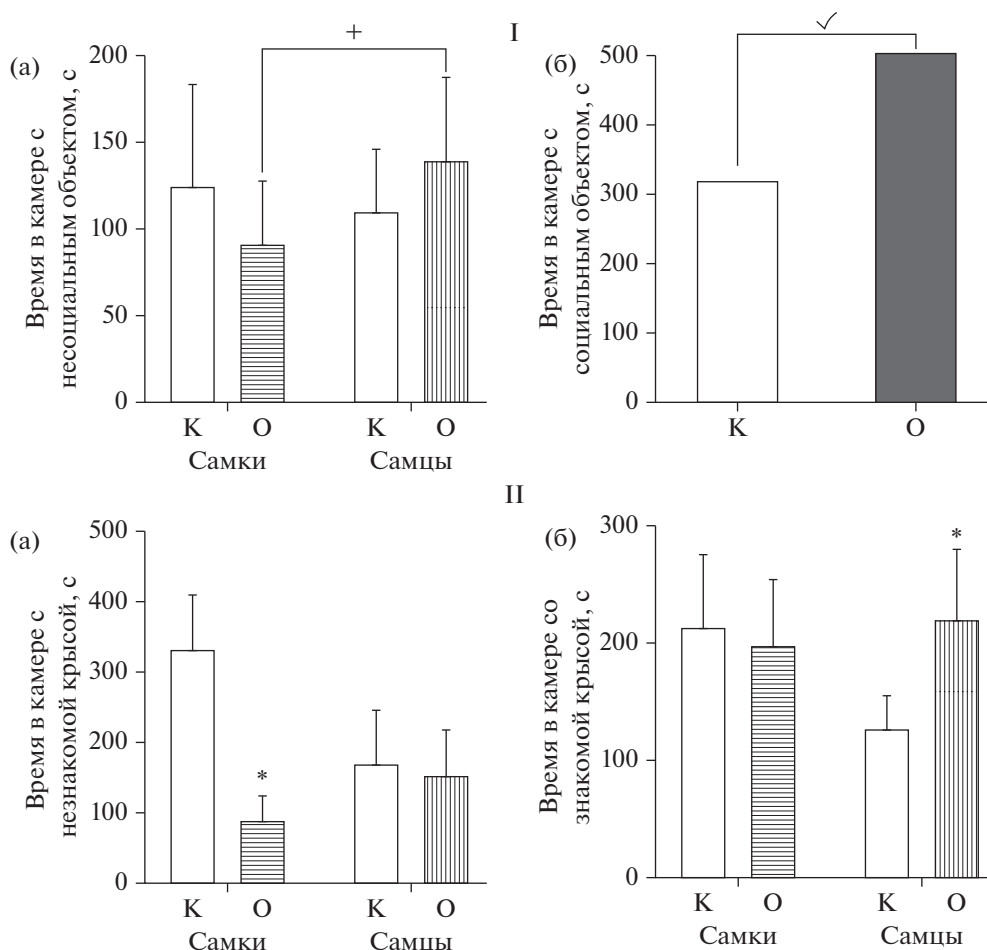 I
(а)
Время в камере с
несоциальным объектом, с
200
150
100
50
0
+
К О К О
Самки Самцы
(б)
Время в камере с
социальным объектом, с
500
400
300
200
100
0
✓
К О
II
(а)
Время в камере с
незнакомой крысой, с
500
400
300
200
100
0
*
К О К О
Самки Самцы
(б)
Время в камере со
знакомой крысой, с
300
200
100
0
*
К О К О
Самки Самцы